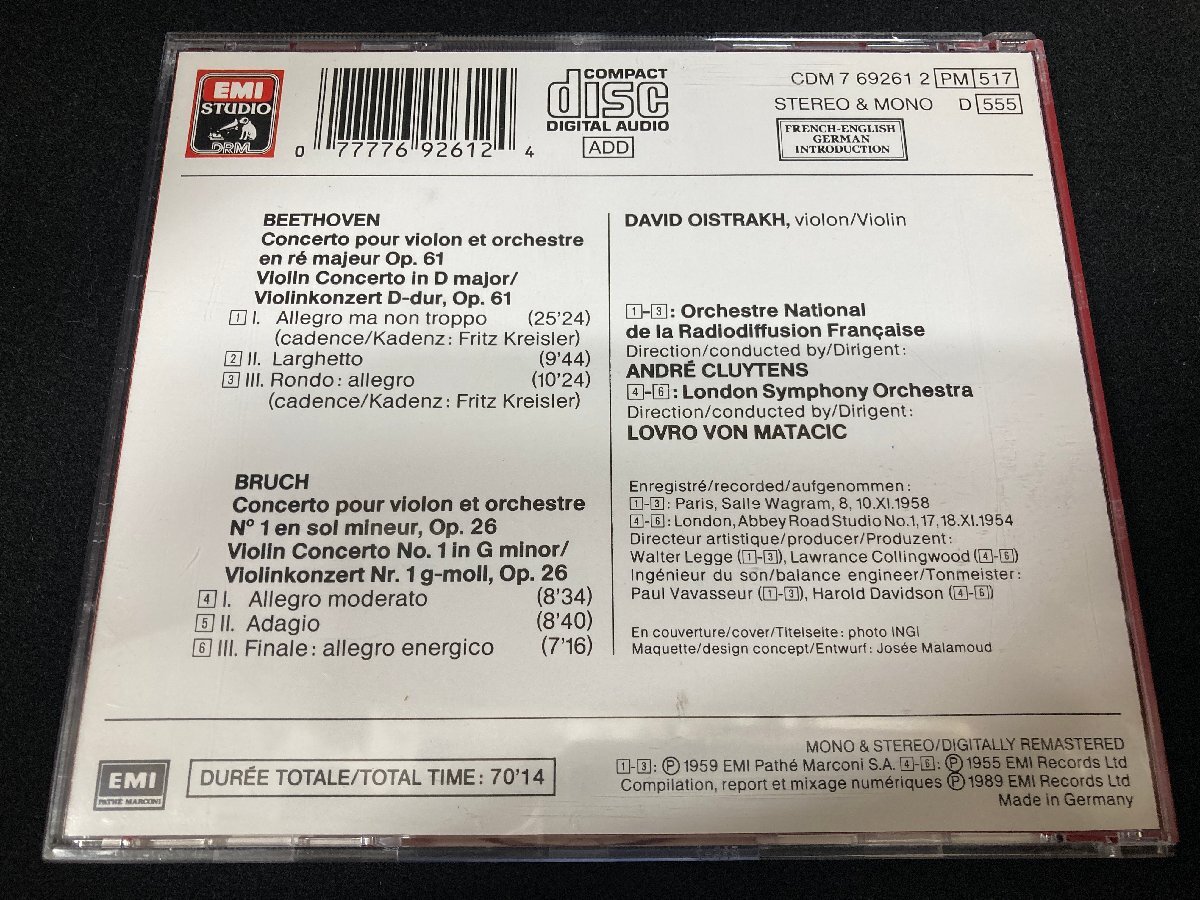 EMI
STUDIO
DRM
0 77776 92612 4
COMPACT
disc
DIGITAL AUDIO
ADD
CDM 7 69261 2 PM 517
STEREO & MONO D 555
FRENCH-ENGLISH
GERMAN
INTRODUCTION
BEETHOVEN
Concerto pour violon et orchestre
en ré majeur Op. 61
Violin Concerto in D major/
Violinkonzert D-dur, Op. 61
1 I. Allegro ma non troppo (25'24)
(cadence/Kadenz: Fritz Kreisler)
2 II. Larghetto (9'44)
3 III. Rondo: allegro (10'24)
(cadence/Kadenz: Fritz Kreisler)
BRUCH
Concerto pour violon et orchestre
Nº 1 en sol mineur, Op. 26
Violin Concerto No. 1 in G minor/
Violinkonzert Nr. 1 g-moll, Op. 26
4 I. Allegro moderato (8'34)
5 II. Adagio (8'40)
6 III. Finale: allegro energico (7'16)
DAVID OISTRAKH, violon/Violin
1-3: Orchestre National
de la Radiodiffusion Française
Direction/conducted by/Dirigent:
ANDRÉ CLUYTENS
4-6: London Symphony Orchestra
Direction/conducted by/Dirigent:
LOVRO VON MATACIC
Enregistré/recorded/aufgenommen:
1-3: Paris, Salle Wagram, 8, 10.XI.1958
4-6: London, Abbey Road Studio No.1, 17, 18.XI.1954
Directeur artistique/producer/Produzent:
Walter Legge (1-3), Lawrance Collingwood (4-6)
Ingénieur du son/balance engineer/Tonmeister:
Paul Vavasseur (1-3), Harold Davidson (4-6)
En couverture/cover/Titelseite: photo INGI
Maquette/design concept/Entwurf: Josée Malamoud
EMI
PATHÉ MARCONI
DURÉE TOTALE/TOTAL TIME: 70'14
MONO & STEREO/DIGITALLY REMASTERED
1-3: ℗ 1959 EMI Pathé Marconi S.A. 4-6: ℗ 1955 EMI Records Ltd
Compilation, report et mixage numériques ℗ 1989 EMI Records Ltd
Made in Germany